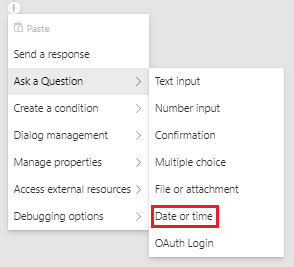 Paste
Send a response
Ask a Question
Create a condition
Dialog management
Manage properties
Access external resources
Debugging options
Text input
Number input
Confirmation
Multiple choice
File or attachment
Date or time
OAuth Login